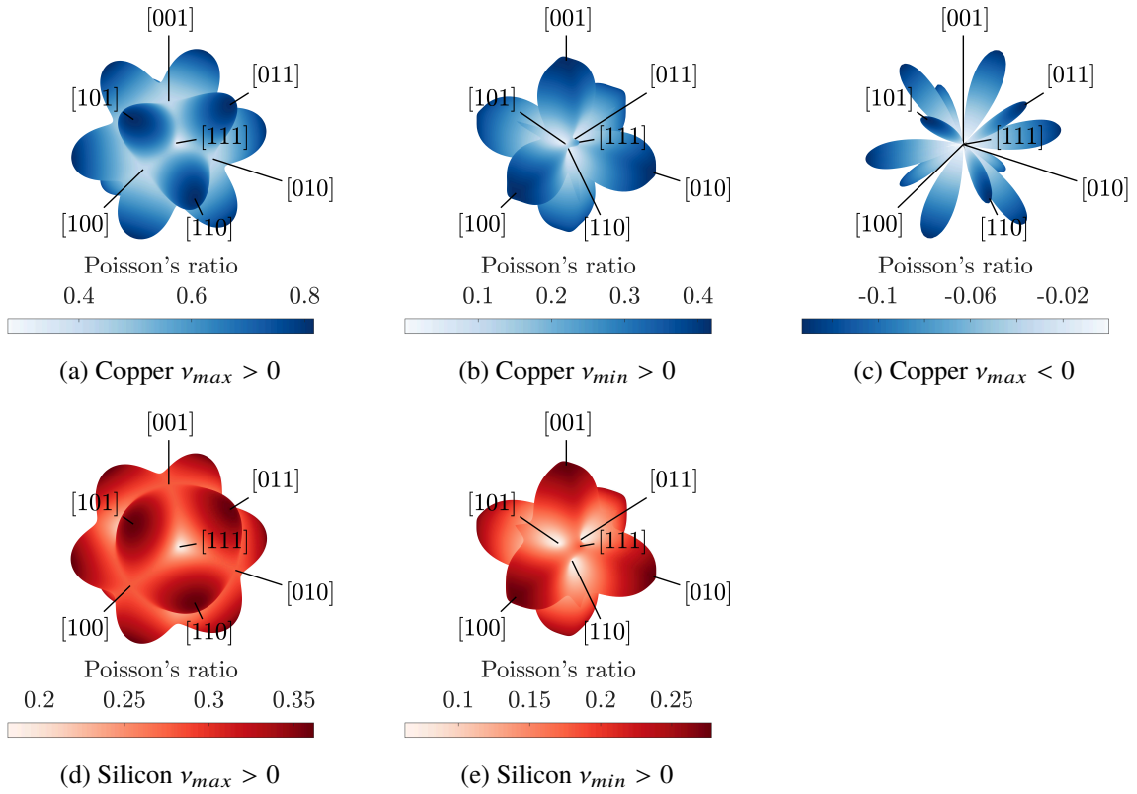 [001]
[011]
[101]
[111]
[010]
[100]
[110]
Poisson's ratio
0.4 0.6 0.8
(a) Copper νmax > 0
[001]
[011]
[101]
[111]
[010]
[100]
[110]
Poisson's ratio
0.1 0.2 0.3 0.4
(b) Copper νmin > 0
[001]
[011]
[101]
[111]
[010]
[100]
[110]
Poisson's ratio
-0.1 -0.06 -0.02
(c) Copper νmax < 0
[001]
[011]
[101]
[111]
[010]
[100]
[110]
Poisson's ratio
0.2 0.25 0.3 0.35
(d) Silicon νmax > 0
[001]
[011]
[101]
[111]
[010]
[100]
[110]
Poisson's ratio
0.1 0.15 0.2 0.25
(e) Silicon νmin > 0